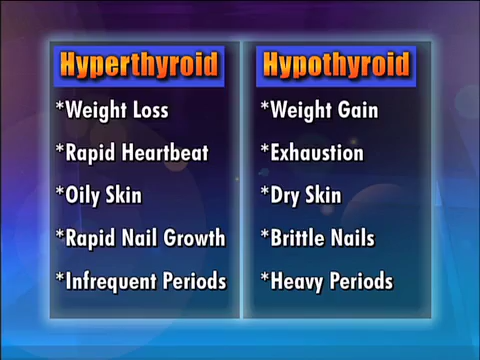 Hyperthyroid
*Weight Loss
*Rapid Heartbeat
*Oily Skin
*Rapid Nail Growth
*Infrequent Periods
Hypothyroid
*Weight Gain
*Exhaustion
*Dry Skin
*Brittle Nails
*Heavy Periods